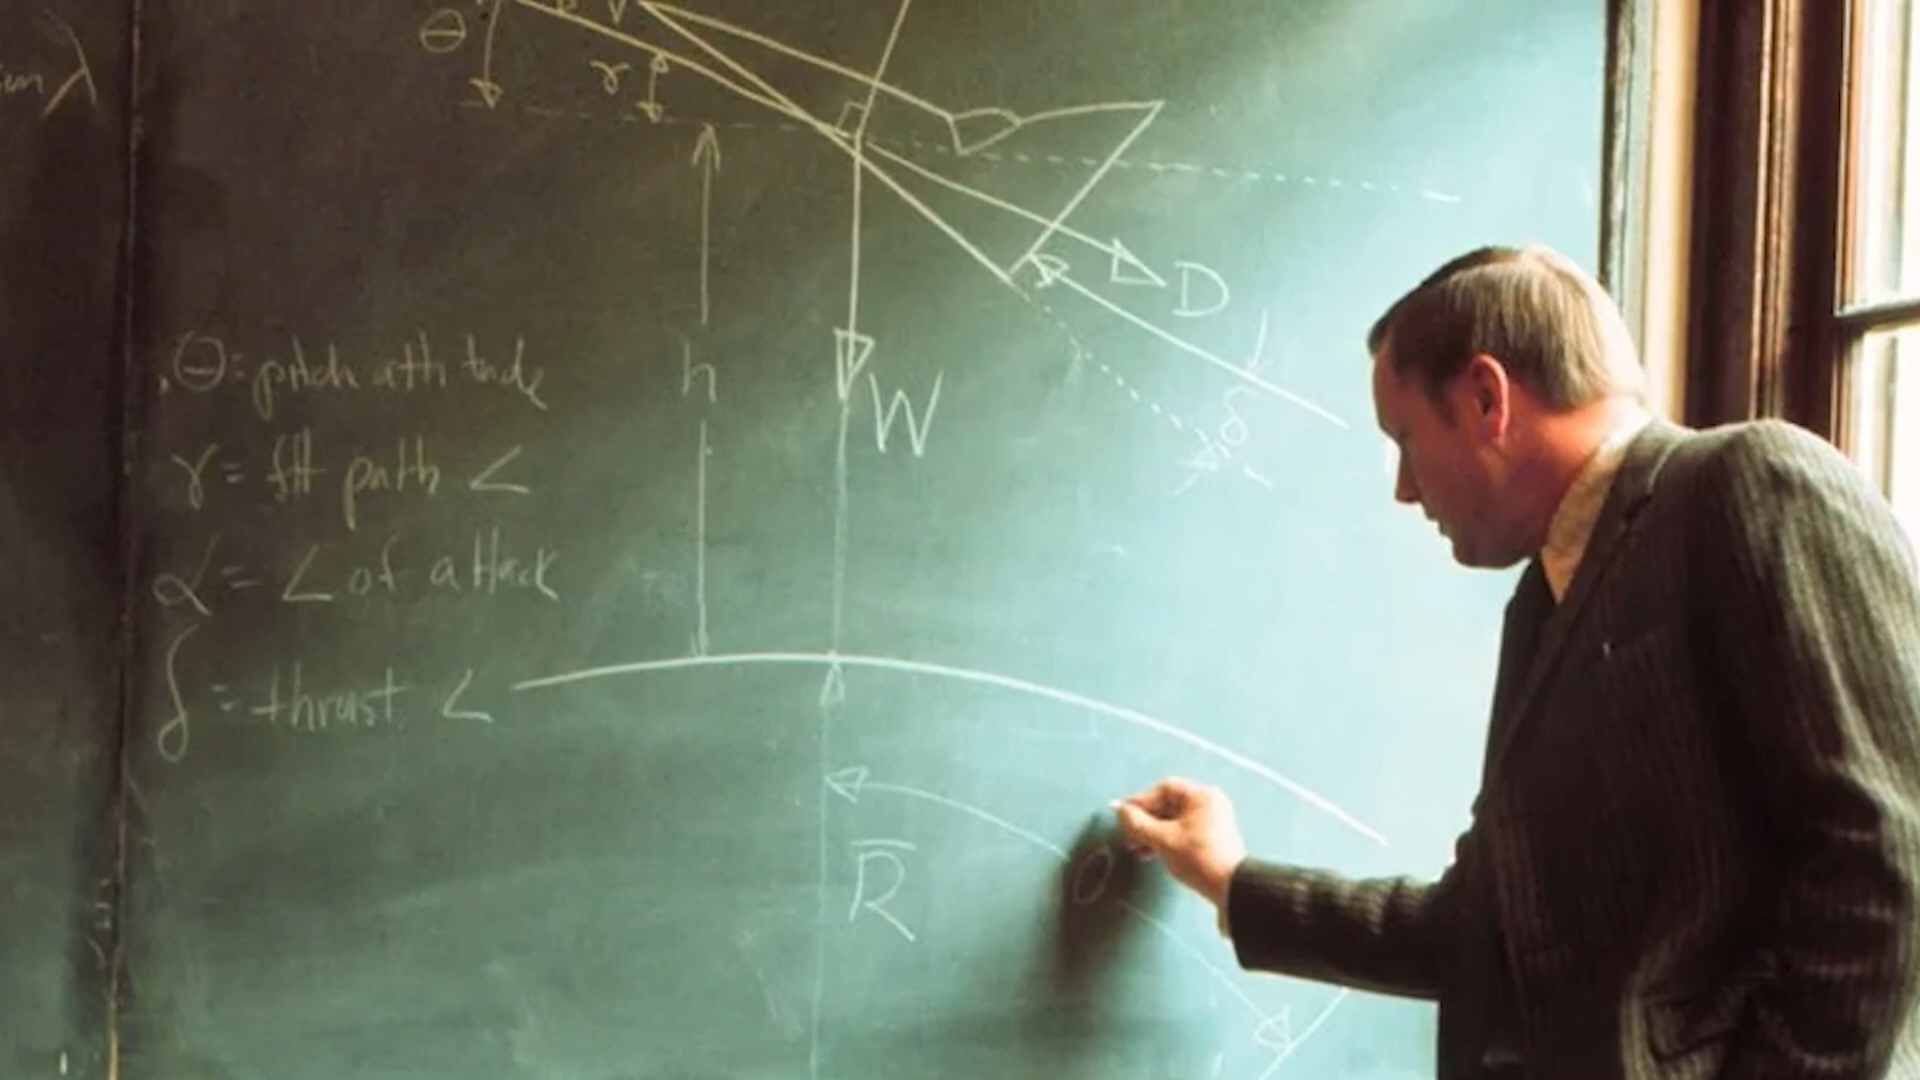 λ
θ
γ
D
h
W
θ: pitch attitude
γ = flt path ∠
α = ∠ of attack
δ = thrust ∠
δ
R̅
θ